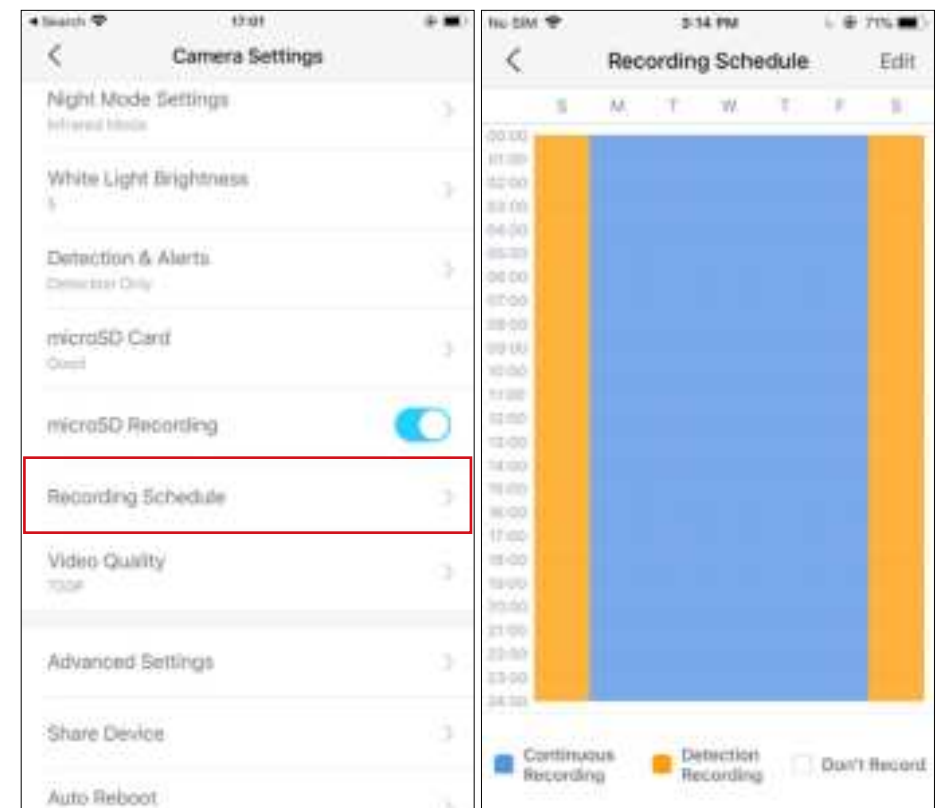 Search
17:01
Camera Settings
Night Mode Settings
Infrared Mode
White Light Brightness
5
Detection & Alerts
Detection Only
microSD Card
Good
microSD Recording
Recording Schedule
Video Quality
720P
Advanced Settings
Share Device
Auto Reboot
No SIM
5:14 PM
71%
Recording Schedule
Edit
S M T W T F S
00:00
01:00
02:00
03:00
04:00
05:00
06:00
07:00
08:00
09:00
10:00
11:00
12:00
13:00
14:00
15:00
16:00
17:00
18:00
19:00
20:00
21:00
22:00
23:00
24:00
Continuous
Recording
Detection
Recording
Don't Record